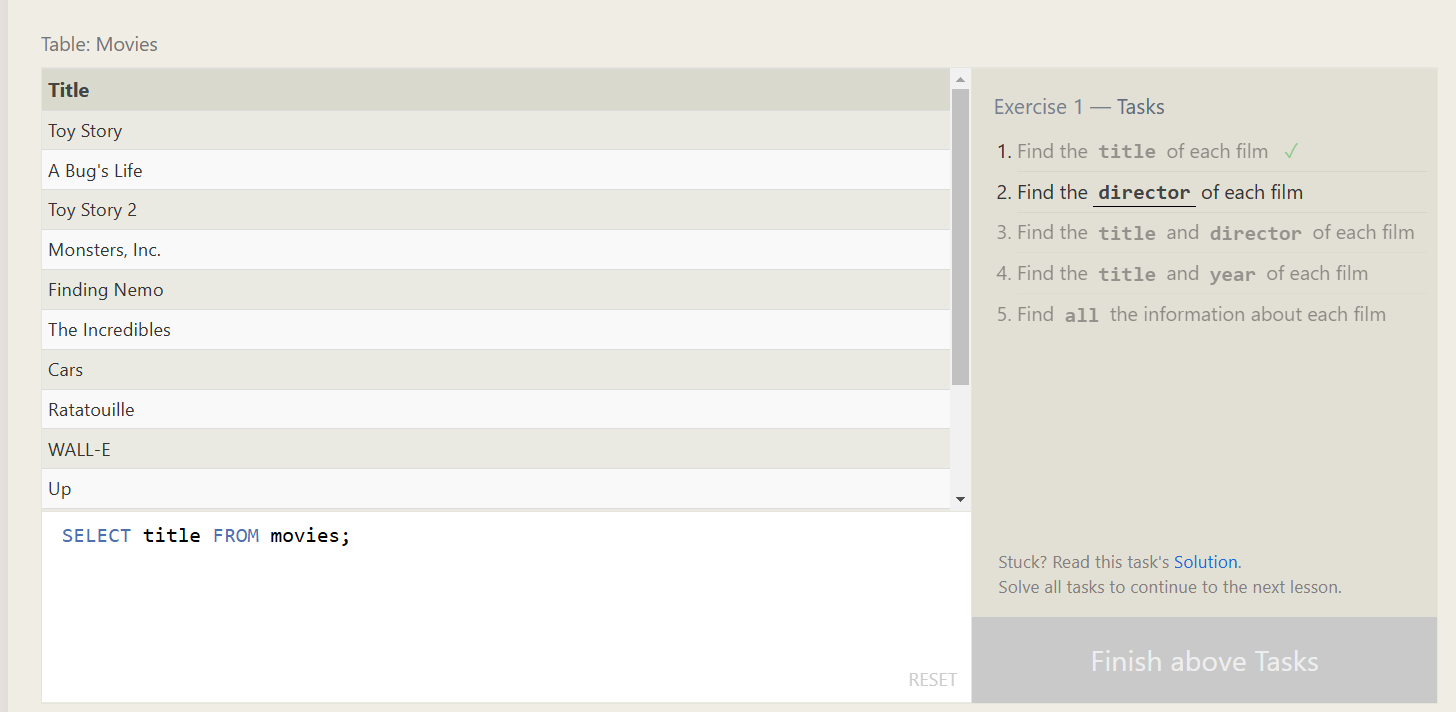 Table: Movies
Title
Toy Story
A Bug's Life
Toy Story 2
Monsters, Inc.
Finding Nemo
The Incredibles
Cars
Ratatouille
WALL-E
Up
SELECT title FROM movies;
RESET
Exercise 1 — Tasks
1. Find the title of each film ✓
2. Find the director of each film
3. Find the title and director of each film
4. Find the title and year of each film
5. Find all the information about each film
Stuck? Read this task's Solution.
Solve all tasks to continue to the next lesson.
Finish above Tasks